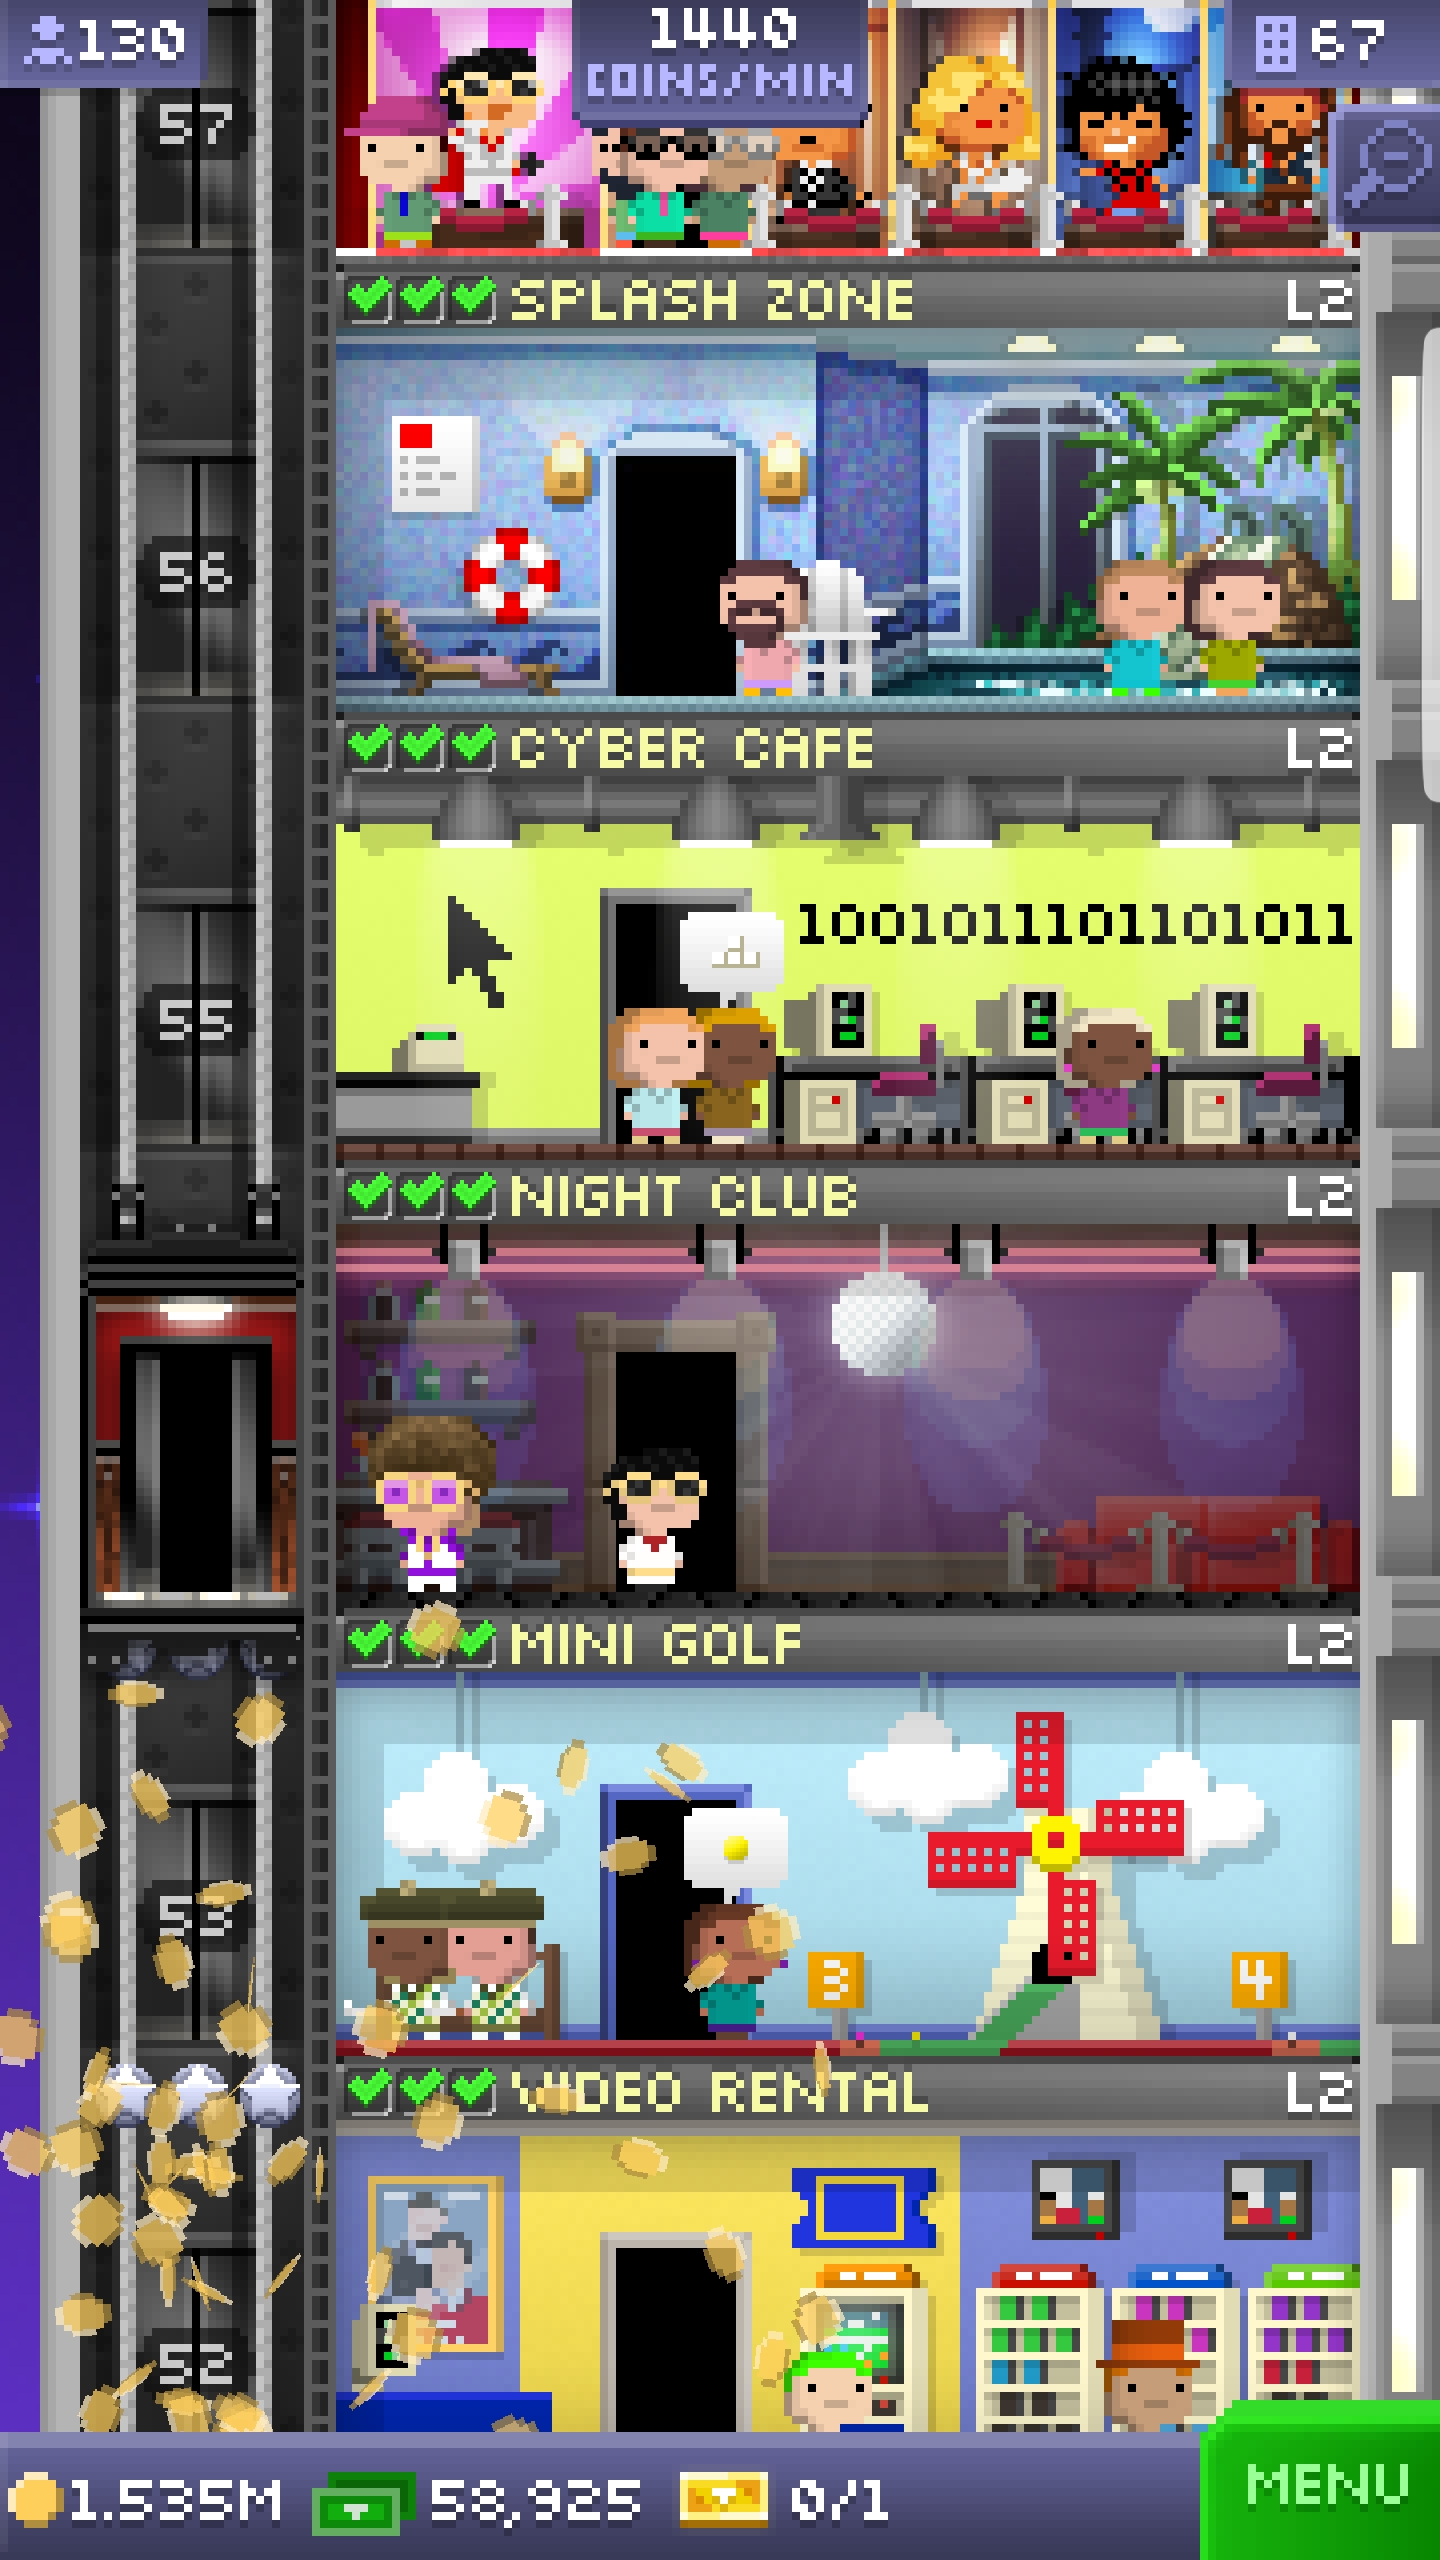 130
1440
COINS/MIN
67
57
SPLASH ZONE L2
56
CYBER CAFE L2
1001011101101011
55
NIGHT CLUB L2
MINI GOLF L2
53
3
4
VIDEO RENTAL L2
52
1.535M
58,925
0/1
MENU